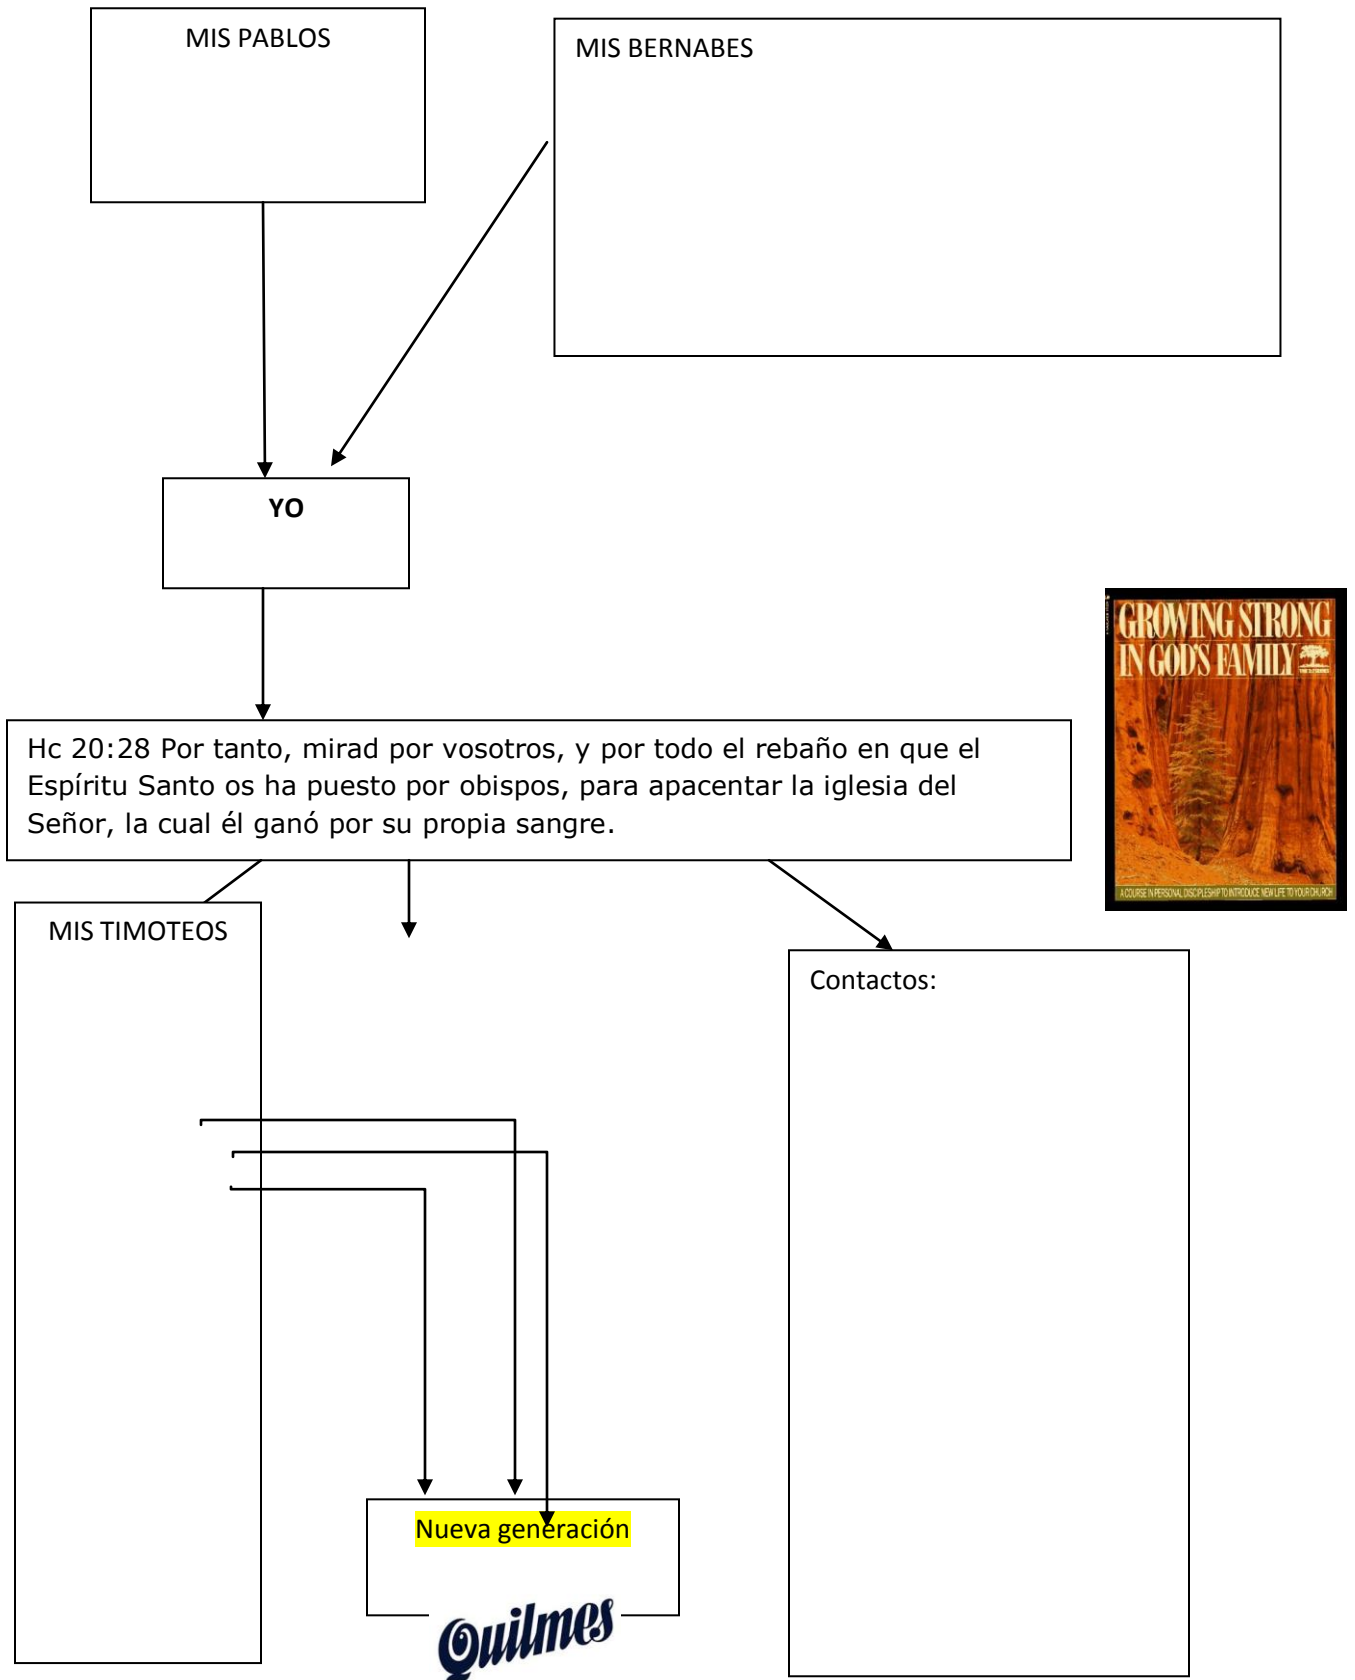 MIS PABLOS
MIS BERNABES
YO
GROWING STRONG
IN GOD'S FAMILY
Hc 20:28 Por tanto, mirad por vosotros, y por todo el rebaño en que el
Espíritu Santo os ha puesto por obispos, para apacentar la iglesia del
Señor, la cual él ganó por su propia sangre.
A COURSE IN PERSONAL DISCIPLESHIP TO INTRODUCE NEW LIFE TO YOUR CHURCH
MIS TIMOTEOS
Contactos:
Nueva generación
Quilmes